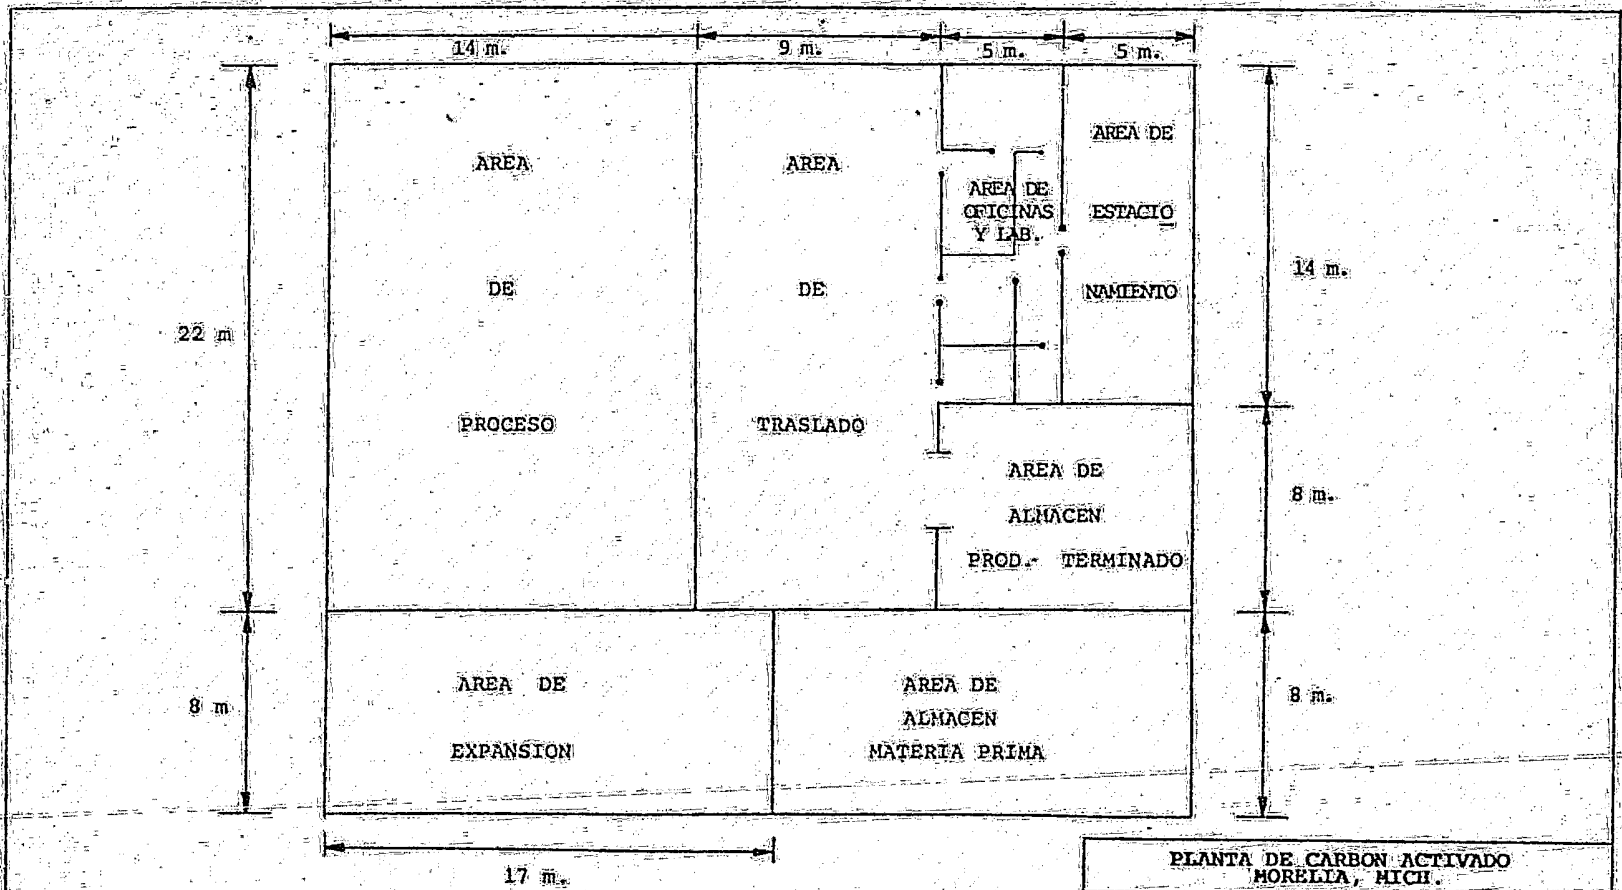 14 m.
9 m.
5 m.
5 m.
AREA
DE
PROCESO
AREA
DE
TRASLADO
AREA DE
OFICINAS
Y LAB.
AREA DE
ESTACIO
NAMIENTO
22 m
14 m.
AREA DE
ALMACEN
PROD.- TERMINADO
8 m.
8 m
AREA DE
EXPANSION
AREA DE
ALMACEN
MATERIA PRIMA
8 m.
17 m.
PLANTA DE CARBON ACTIVADO
MORELIA, MICH.